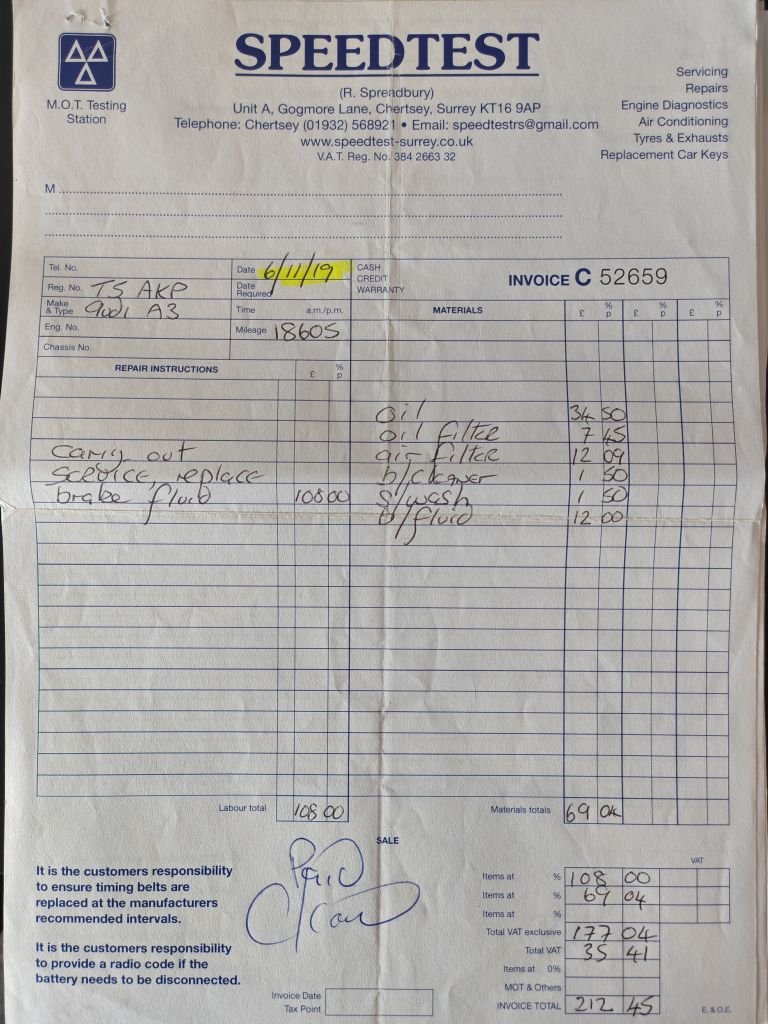 SPEEDTEST
(R. Spreadbury)
Unit A, Gogmore Lane, Chertsey, Surrey KT16 9AP
Telephone: Chertsey (01932) 568921 • Email: speedtestrs@gmail.com
www.speedtest-surrey.co.uk
V.A.T. Reg. No. 384 2663 32
M.O.T. Testing
Station
Servicing
Repairs
Engine Diagnostics
Air Conditioning
Tyres & Exhausts
Replacement Car Keys
M
Tel. No.
Reg. No. T5 AKP
Make & Type Audi A3
Eng. No.
Chassis No.
Date 6/11/19
Date Required
Time a.m./p.m.
Mileage 18605
CASH
CREDIT
WARRANTY
INVOICE C 52659
REPAIR INSTRUCTIONS £ % p
MATERIALS £ % p £ % p £ % p
carry out
service, replace
brake fluid 108 00
oil 34 50
oil filter 7 45
air filter 12 09
b/cleaner 1 50
s/wash 1 50
b/fluid 12 00
Labour total 108 00
Materials totals 69 04
SALE
VAT
It is the customers responsibility
to ensure timing belts are
replaced at the manufacturers
recommended intervals.
It is the customers responsibility
to provide a radio code if the
battery needs to be disconnected.
Paid
Items at % 108 00
Items at % 69 04
Items at %
Total VAT exclusive 177 04
Total VAT 35 41
Items at 0%
MOT & Others
INVOICE TOTAL 212 45
Invoice Date
Tax Point
E. & O.E.